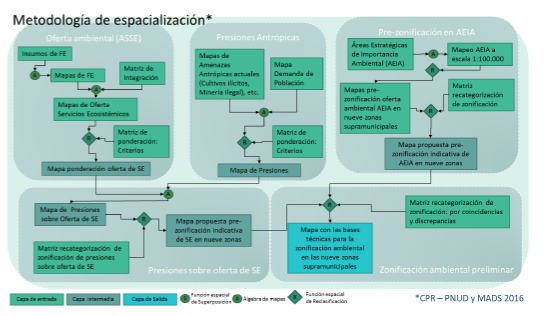 Metodología de espacialización*
Oferta ambiental (ASSE)
Insumos de FE
Matriz de
Integración
A
Mapas de FE
A
Mapas de Oferta
Servicios Ecosistémicos
R
Matriz de
ponderación:
Criterios
Mapa ponderación oferta de SE
Presiones Antrópicas
Mapas de
Amenazas
Antrópicas actuales
(Cultivos ilícitos,
Minería ilegal), etc.
Mapa
Demanda de
Población
S
R
Matriz de
ponderación:
Criterios
Mapa de Presiones
Pre-zonificación en AEIA
Áreas Estratégicas de
Importancia
Ambiental (AEIA)
A
Mapeo AEIA a
escala 1:100.000
R
Mapas pre-
zonificación oferta
ambiental AEIA en
nueve zonas
supramunicipales
R
Matriz
recategorización
de zonificación
Mapa propuesta pre-
zonificación indicativa de
AEIA en nueve zonas
A
Mapa de Presiones
sobre Oferta de SE
R
Mapa propuesta pre-
zonificación indicativa
de SE en nueve zonas
Matriz recategorización de
zonificación de presiones
sobre oferta de SE
Presiones sobre oferta de SE
R
Matriz recategorización de
zonificación: por coincidencias
y discrepancias
Mapa con las bases
técnicas para la
zonificación ambiental
en las nueve zonas
supramunicipales
Zonificación ambiental preliminar
Capa de entrada
Capa intermedia
Capa de Salida
S
Función espacial
de Superposición
A
Álgebra de mapas
R
Función espacial
de Reclasificación
*CPR – PNUD y MADS 2016